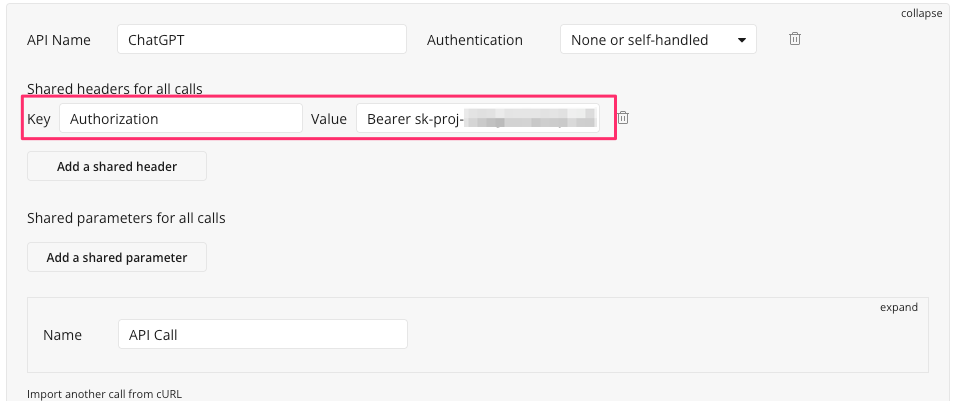 collapse
API Name ChatGPT Authentication None or self-handled
Shared headers for all calls
Key Authorization Value Bearer sk-proj-
Add a shared header
Shared parameters for all calls
Add a shared parameter
expand
Name API Call
Import another call from cURL